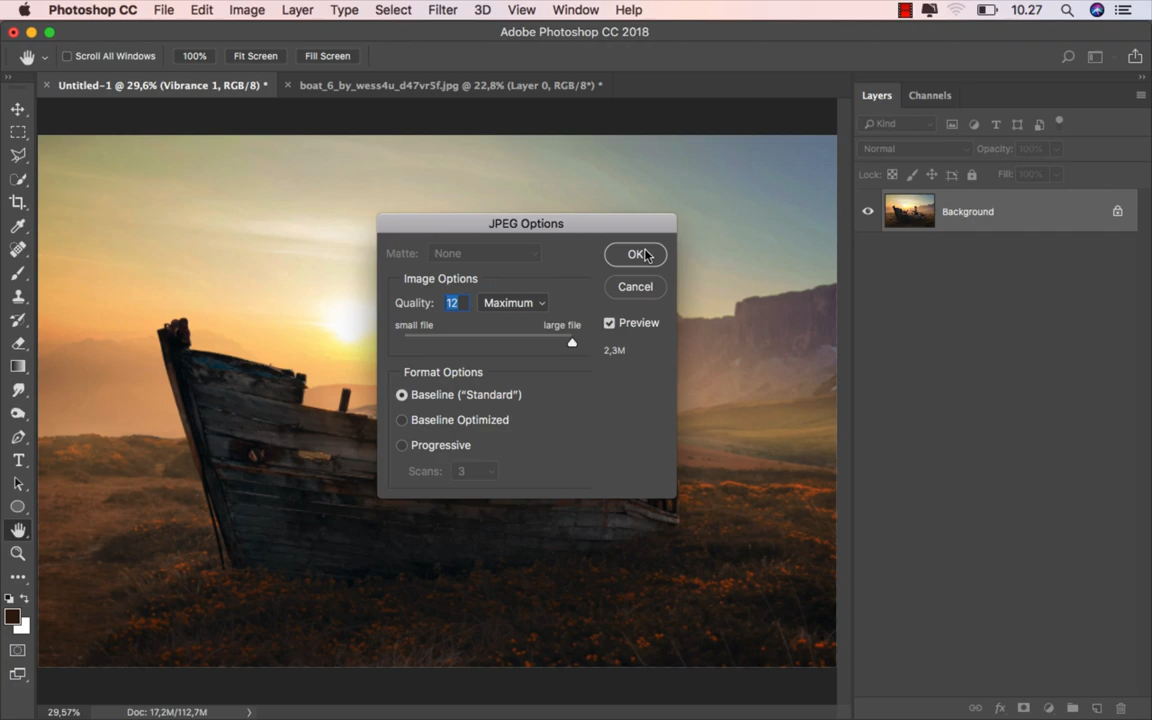 Photoshop CC File Edit Image Layer Type Select Filter 3D View Window Help 10.27
Adobe Photoshop CC 2018
Scroll All Windows 100% Fit Screen Fill Screen
Untitled-1 @ 29,6% (Vibrance 1, RGB/8) * boat_6_by_wess4u_d47vr5f.jpg @ 22,8% (Layer 0, RGB/8*) *
Layers Channels
Kind
Normal Opacity: 100%
Lock: Fill: 100%
Background
JPEG Options
Matte: None OK
Image Options
Cancel
Quality: 12 Maximum
small file large file Preview
2,3M
Format Options
Baseline (“Standard”)
Baseline Optimized
Progressive
Scans: 3
29,57% Doc: 17,2M/112,7M